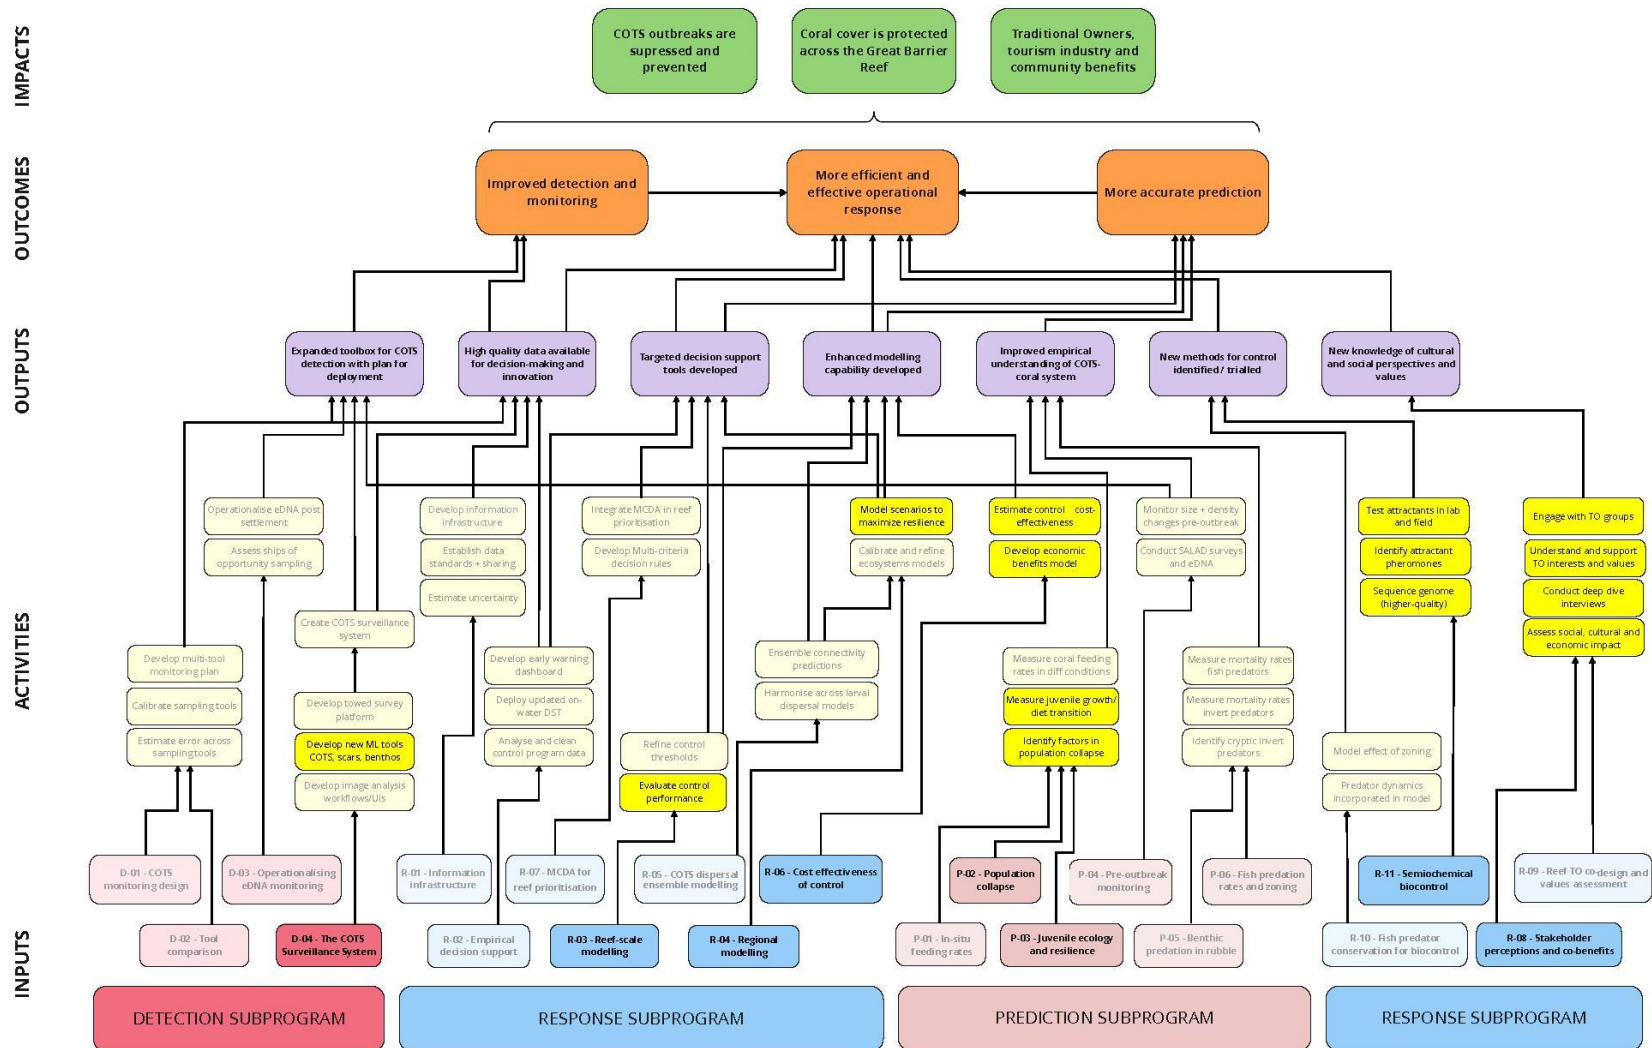 IMPACTS
COTS outbreaks are
supressed and
prevented
Coral cover is protected
across the Great Barrier
Reef
Traditional Owners,
tourism industry and
community benefits
OUTCOMES
Improved detection and
monitoring
More efficient and
effective operational
response
More accurate prediction
OUTPUTS
Expanded toolbox for COTS
detection with plan for
deployment
High quality data available
for decision-making and
innovation
Targeted decision support
tools developed
Enhanced modelling
capability developed
Improved empirical
understanding of COTS-
coral system
New methods for control
identified / trialled
New knowledge of cultural
and social perspectives and
values
ACTIVITIES
Operationalise eDNA post
settlement
Assess ships of
opportunity sampling
Develop information
infrastructure
Establish data
standards + sharing
Estimate uncertainty
Integrate MCDA in reef
prioritisation
Develop Multi-criteria
decision rules
Model scenarios to
maximize resilience
Calibrate and refine
ecosystems models
Estimate control cost-
effectiveness
Develop economic
benefits model
Monitor size + density
changes pre-outbreak
Conduct SALAD surveys
and eDNA
Test attractants in lab
and field
Identify attractant
pheromones
Sequence genome
(higher-quality)
Engage with TO groups
Understand and support
TO interests and values
Conduct deep dive
interviews
Assess social, cultural and
economic impact
Create COTS surveillance
system
Develop multi-tool
monitoring plan
Calibrate sampling tools
Estimate error across
sampling tools
Develop towed survey
platform
Develop new ML tools
COTS, scars, benthos
Develop image analysis
workflows/Uis
Develop early warning
dashboard
Deploy updated on-
water DST
Analyse and clean
control program data
Refine control
thresholds
Evaluate control
performance
Ensemble connectivity
predictions
Harmonise across larval
dispersal models
Measure coral feeding
rates in diff conditions
Measure juvenile growth/
diet transition
Identify factors in
population collapse
Measure mortality rates
fish predators
Measure mortality rates
invert predators
Identify cryptic invert
predators
Model effect of zoning
Predator dynamics
incorporated in model
INPUTS
D-01 - COTS
monitoring design
D-03 - Operationalising
eDNA monitoring
R-01 - Information
infrastructure
R-07 - MCDA for
reef prioritisation
R-05 - COTS dispersal
ensemble modelling
R-06 - Cost effectiveness
of control
P-02 - Population
collapse
P-04 - Pre-outbreak
monitoring
P-06 - Fish predation
rates and zoning
R-11 - Semiochemical
biocontrol
R-09 - Reef TO co-design and
values assessment
D-02 - Tool
comparison
D-04 - The COTS
Surveillance System
R-02 - Empirical
decision support
R-03 - Reef-scale
modelling
R-04 - Regional
modelling
P-01 - In-situ
feeding rates
P-03 - Juvenile ecology
and resilience
P-05 - Benthic
predation in rubble
R-10 - Fish predator
conservation for biocontrol
R-08 - Stakeholder
perceptions and co-benefits
DETECTION SUBPROGRAM
RESPONSE SUBPROGRAM
PREDICTION SUBPROGRAM
RESPONSE SUBPROGRAM